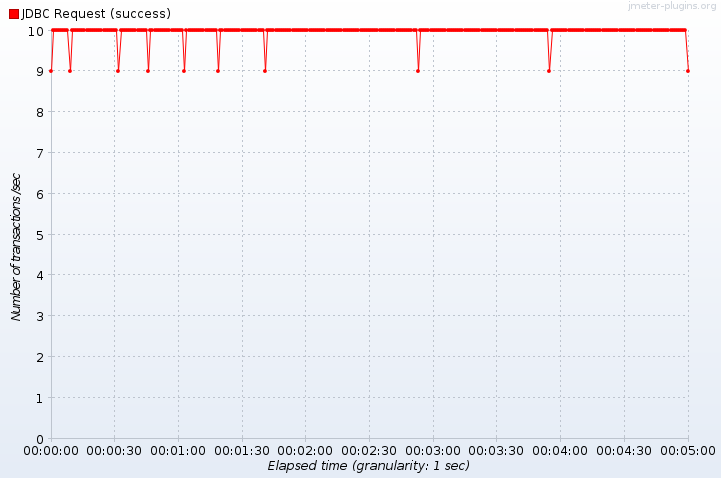 JDBC Request (success)
jmeter-plugins.org
10
9
8
7
6
5
4
3
2
1
0
Number of transactions /sec
00:00:00 00:00:30 00:01:00 00:01:30 00:02:00 00:02:30 00:03:00 00:03:30 00:04:00 00:04:30 00:05:00
Elapsed time (granularity: 1 sec)